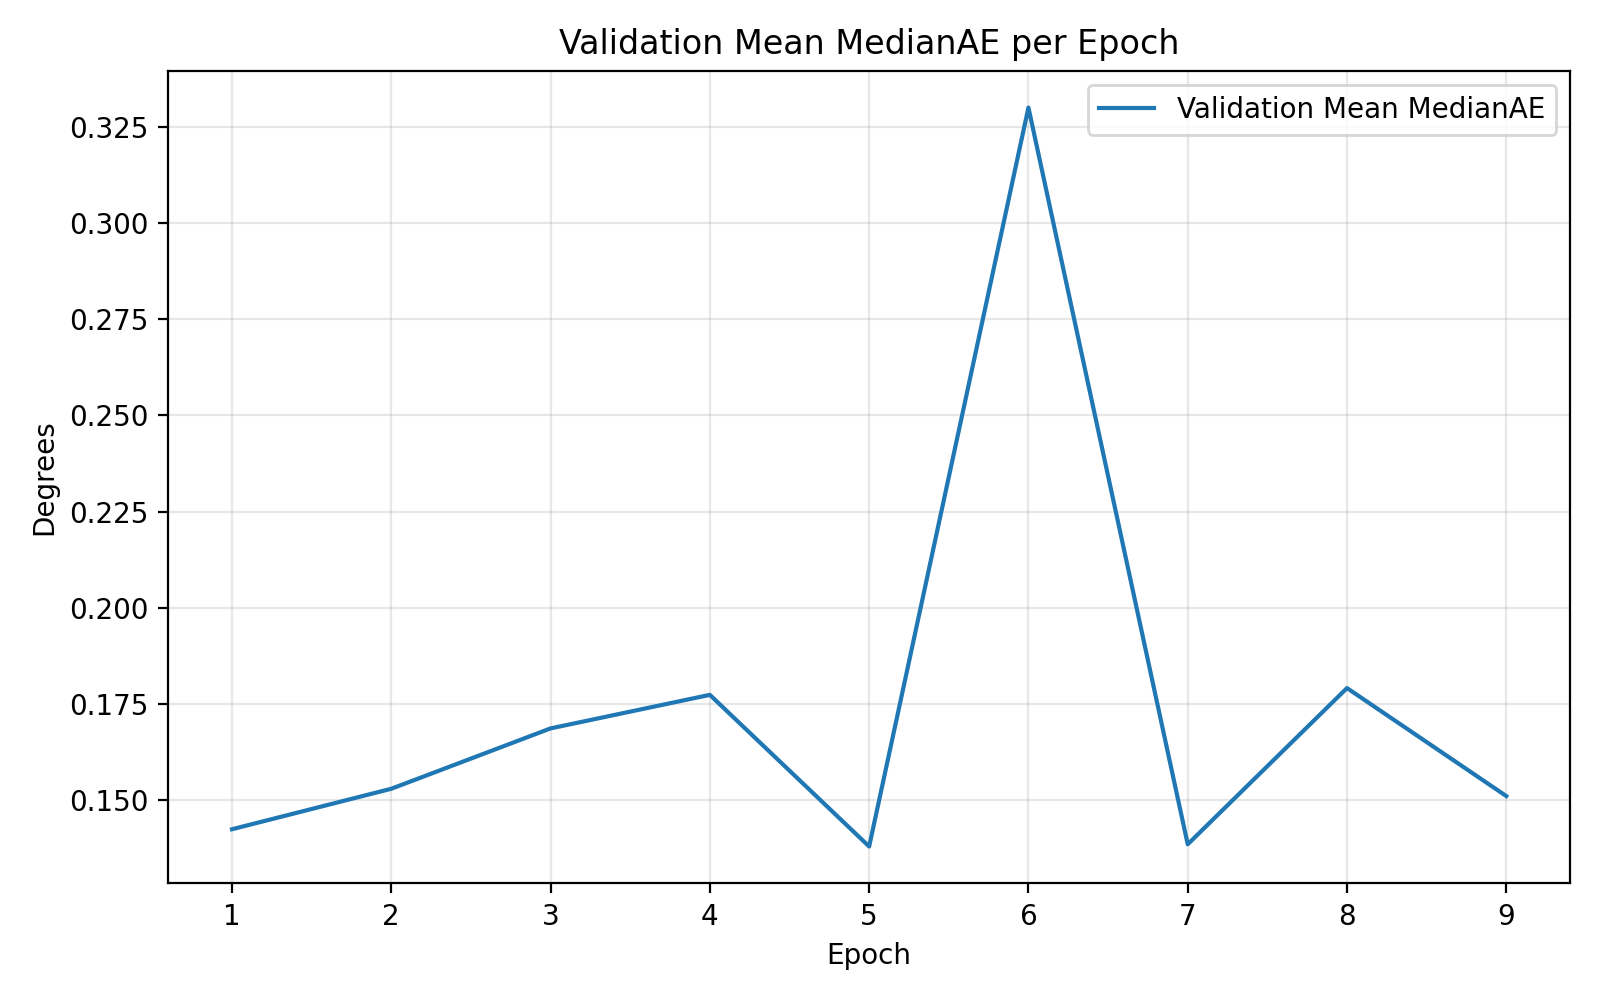 Validation Mean MedianAE per Epoch
Validation Mean MedianAE
0.325
0.300
0.275
0.250
0.225
0.200
0.175
0.150
Degrees
1 2 3 4 5 6 7 8 9
Epoch